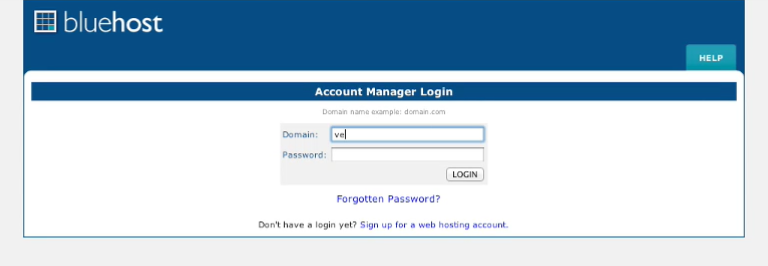 bluehost
HELP
Account Manager Login
Domain name example: domain.com
Domain: ve
Password:
LOGIN
Forgotten Password?
Don't have a login yet? Sign up for a web hosting account.